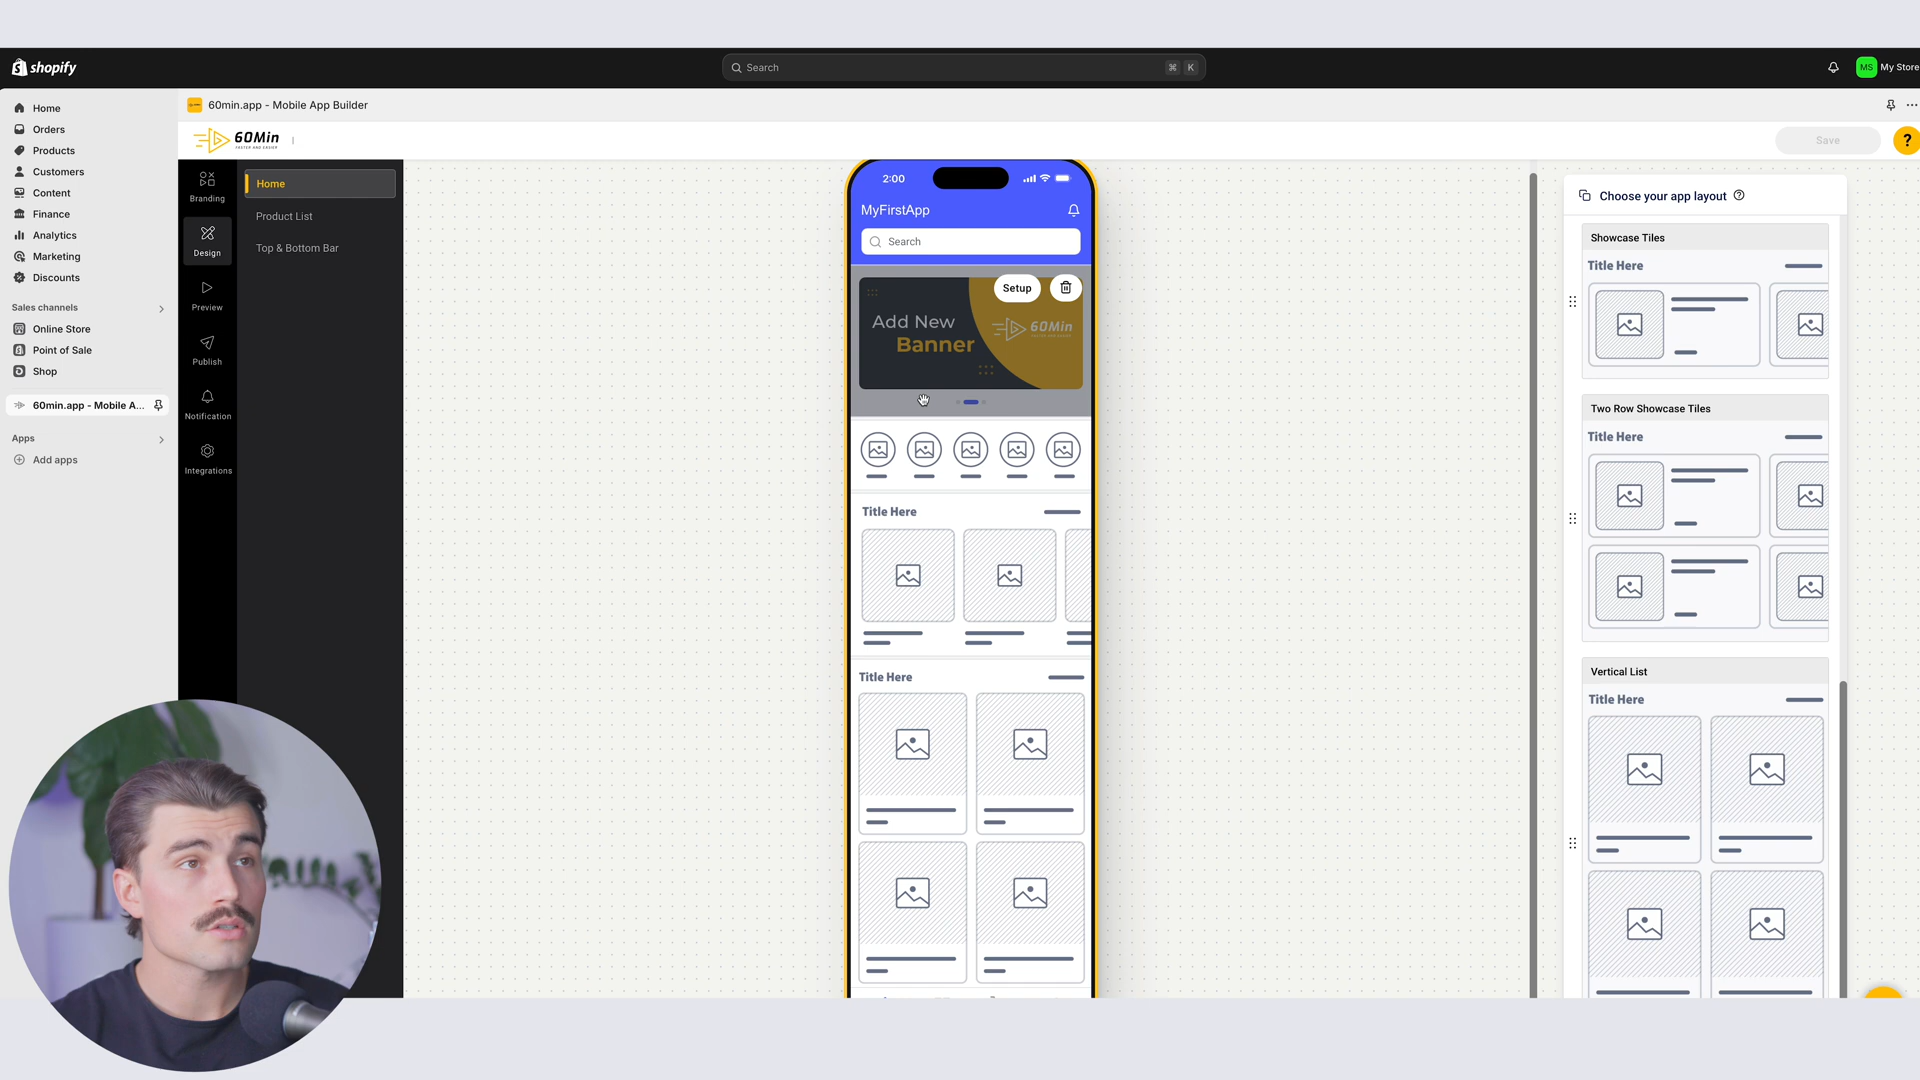 shopify
Search
⌘ K
MS My Store
Home
Orders
Products
Customers
Content
Finance
Analytics
Marketing
Discounts
Sales channels
Online Store
Point of Sale
Shop
60min.app - Mobile A...
Apps
Add apps
60min.app - Mobile App Builder
60Min
FASTER AND EASIER
Save
?
Branding
Design
Preview
Publish
Notification
Integrations
Home
Product List
Top & Bottom Bar
2:00
MyFirstApp
Search
Setup
Add New
Banner
60Min
Title Here
Title Here
Choose your app layout
Showcase Tiles
Title Here
Two Row Showcase Tiles
Title Here
Vertical List
Title Here